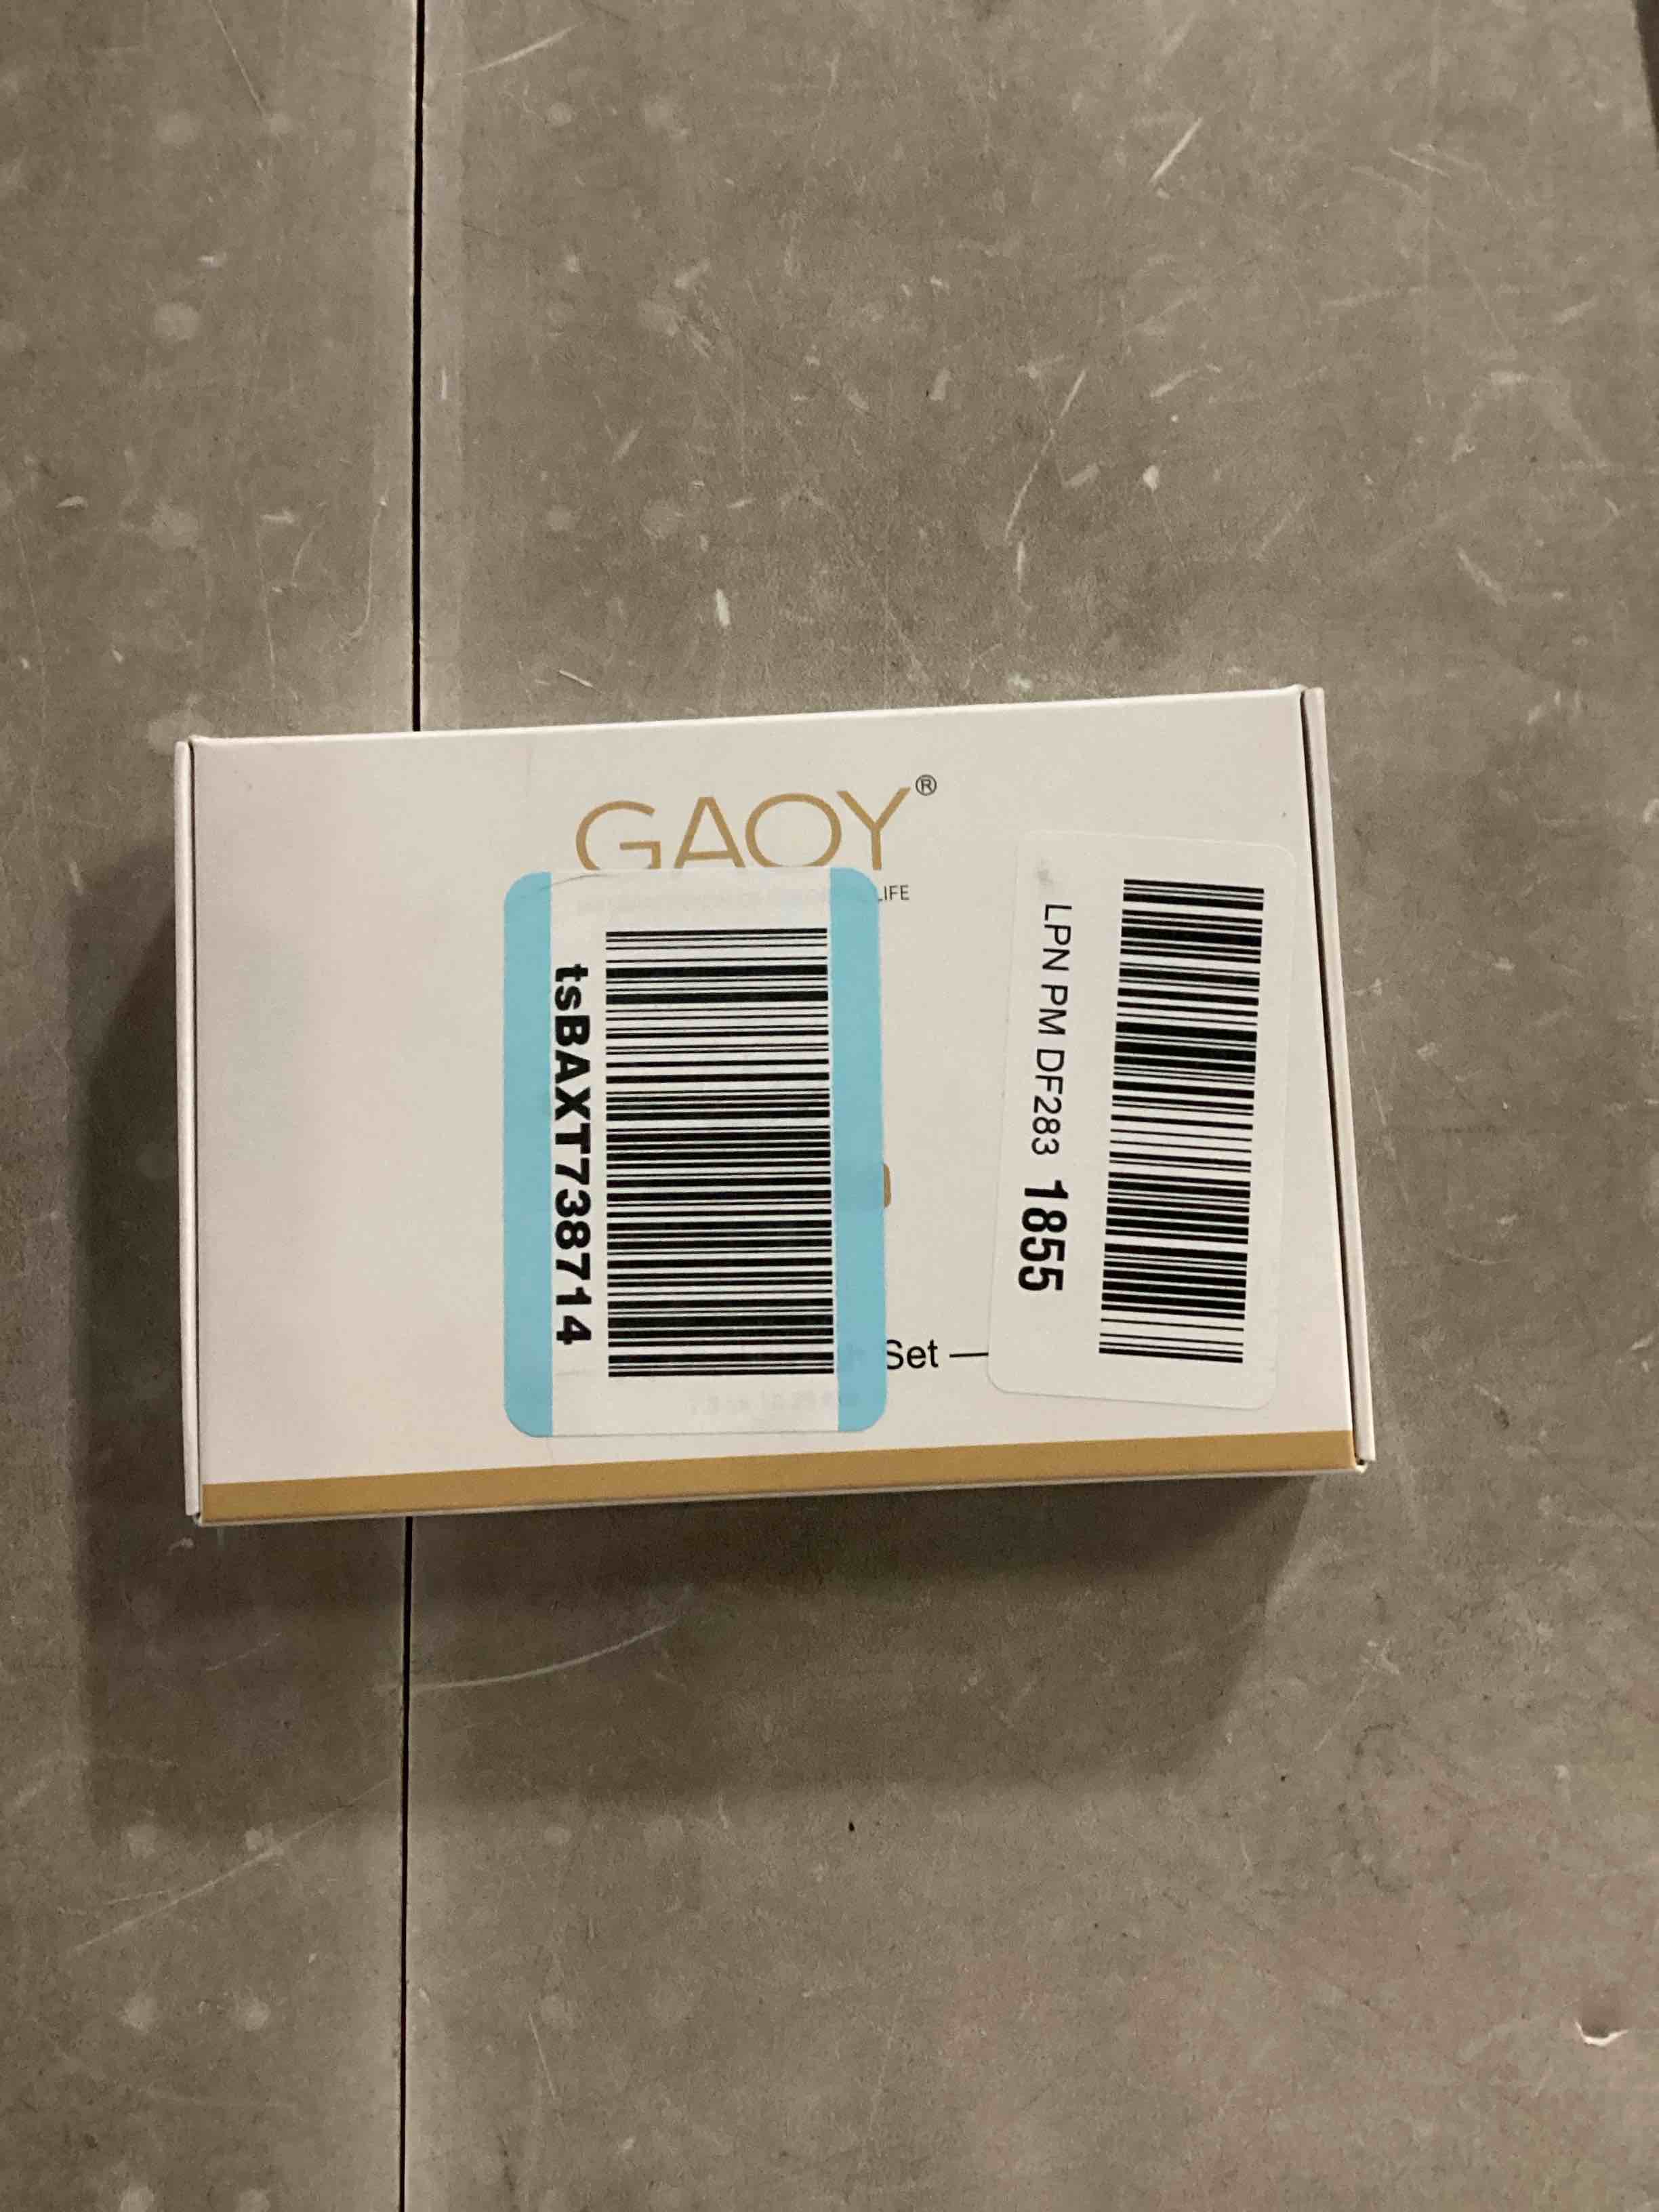 GAOY®
LIFE
tsBAXT738714
LPN PM DF283 1855
Set —